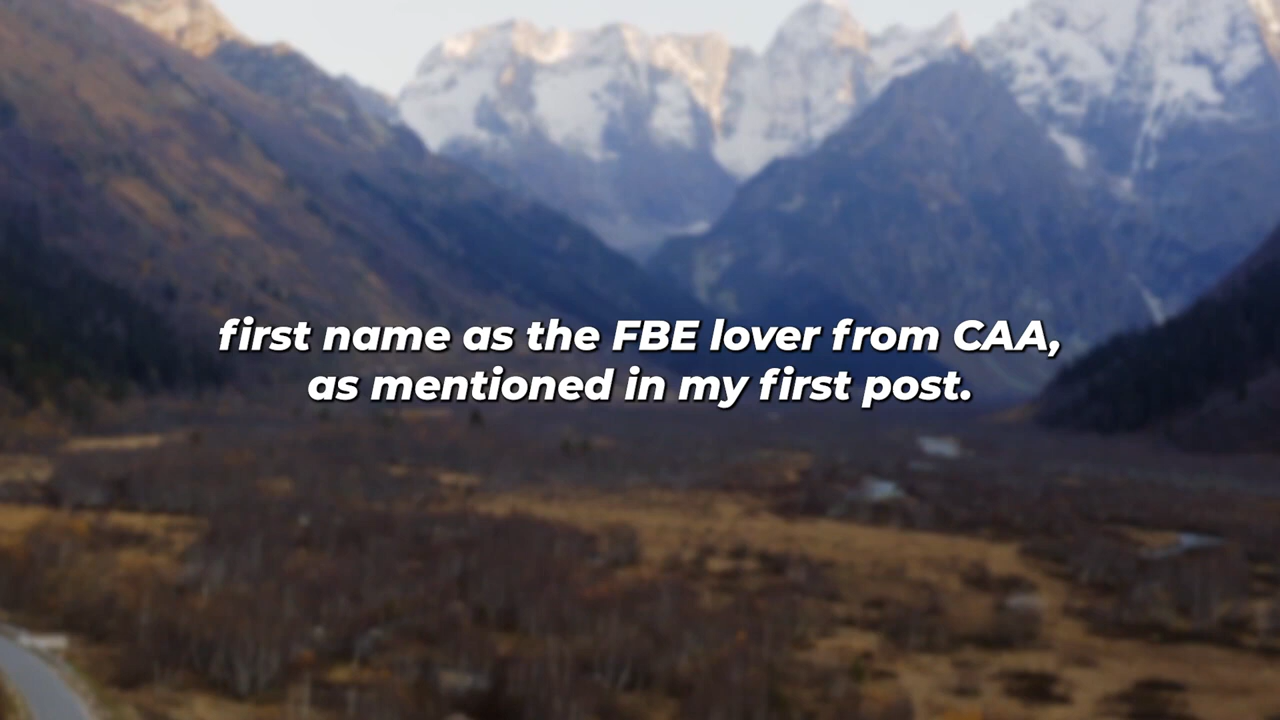 first name as the FBE lover from CAA,
as mentioned in my first post.